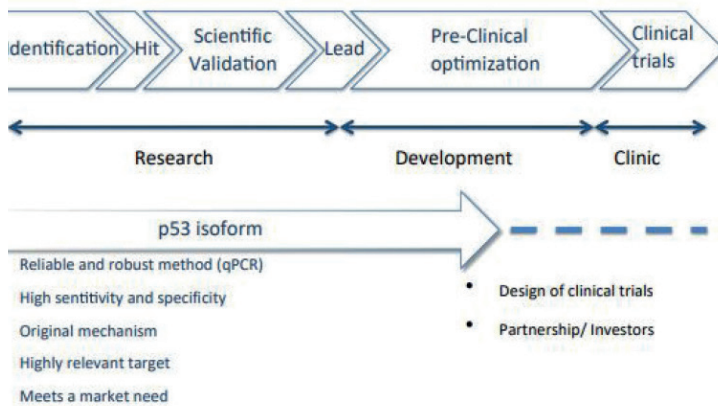 dentification
Hit
Scientific
Validation
Lead
Pre-Clinical
optimization
Clinical
trials
Research
Development
Clinic
p53 isoform
Reliable and robust method (qPCR)
High sentitivity and specificity
Original mechanism
Highly relevant target
Meets a market need
• Design of clinical trials
• Partnership/ Investors